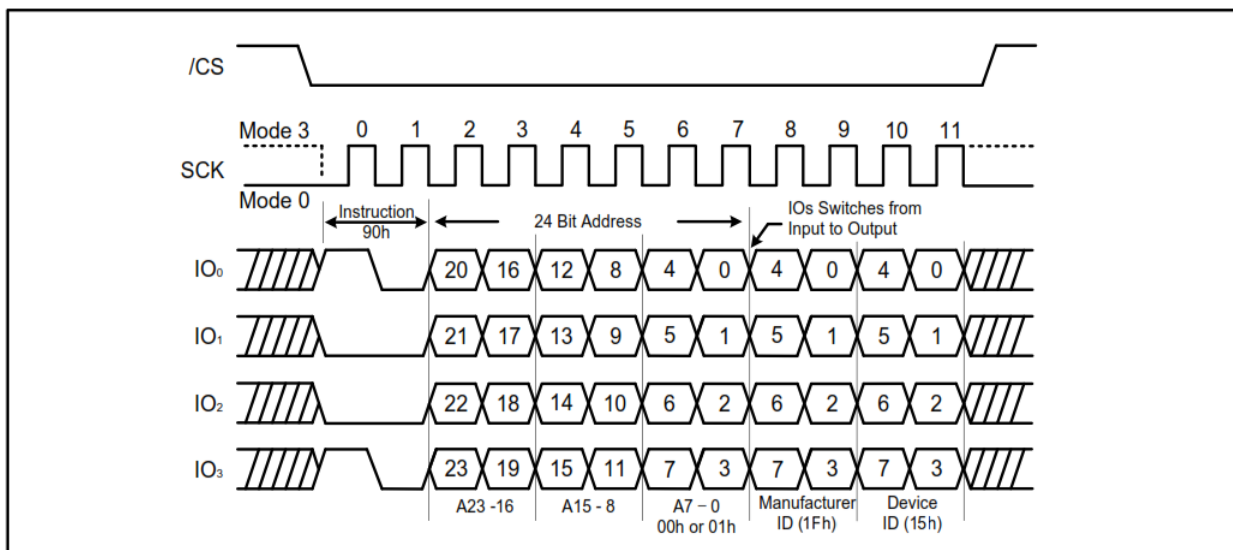 /CS
Mode 3 0 1 2 3 4 5 6 7 8 9 10 11
SCK
Mode 0
Instruction
90h
24 Bit Address
IOs Switches from
Input to Output
IO₀ 20 16 12 8 4 0 4 0 4 0
IO₁ 21 17 13 9 5 1 5 1 5 1
IO₂ 22 18 14 10 6 2 6 2 6 2
IO₃ 23 19 15 11 7 3 7 3 7 3
A23 -16
A15 - 8
A7 – 0
00h or 01h
Manufacturer
ID (1Fh)
Device
ID (15h)